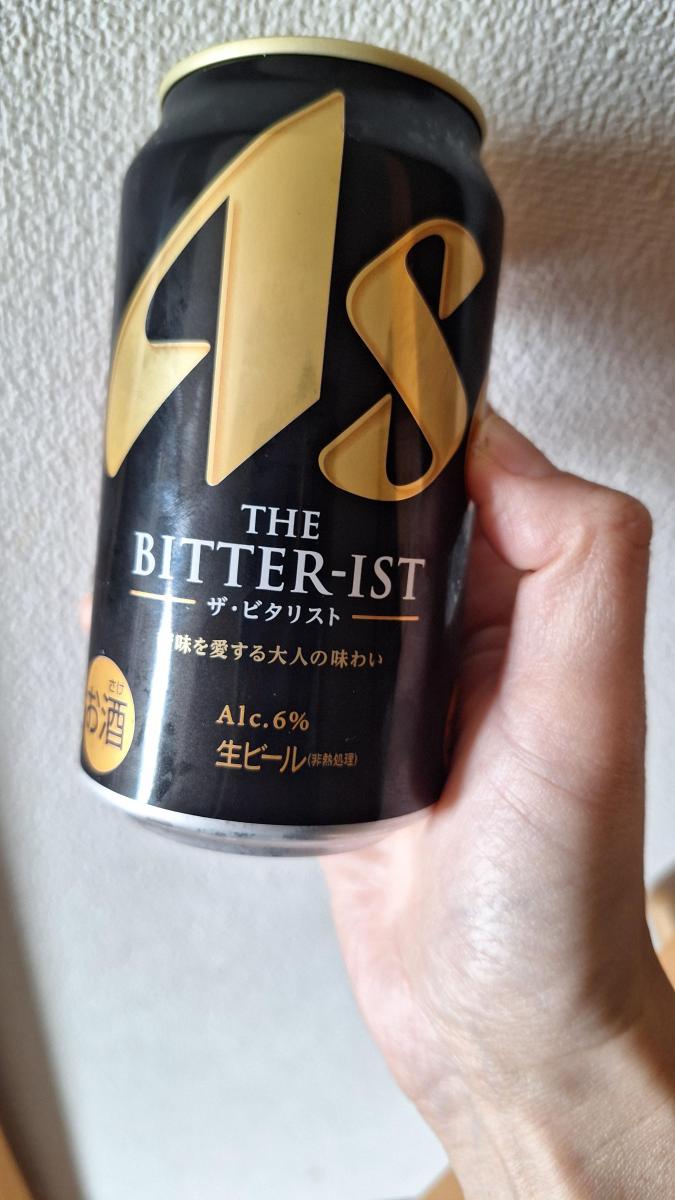 As
THE
BITTER-IST
ザ・ビタリスト
味を愛する大人の味わい
さけ
お酒
Alc.6%
生ビール(非熱処理)